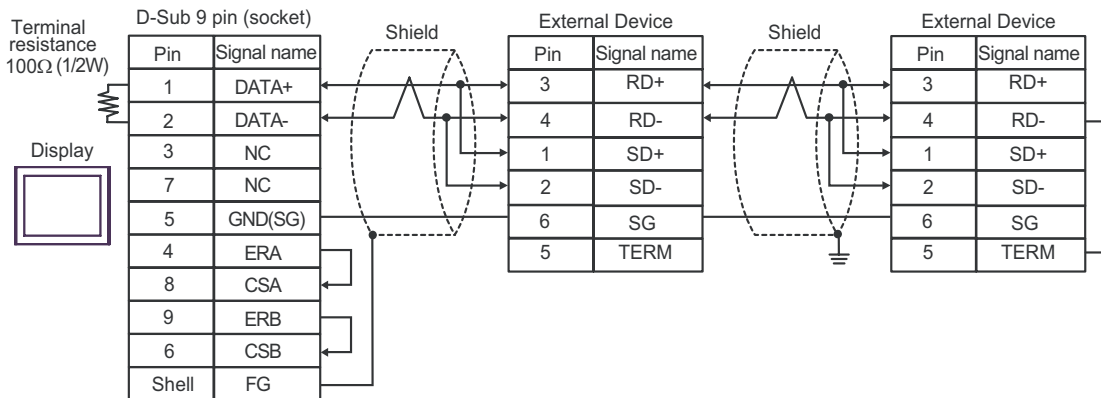 Terminal
resistance
100Ω (1/2W)
Display
D-Sub 9 pin (socket)
Pin Signal name
1 DATA+
2 DATA-
3 NC
7 NC
5 GND(SG)
4 ERA
8 CSA
9 ERB
6 CSB
Shell FG
Shield
External Device
Pin Signal name
3 RD+
4 RD-
1 SD+
2 SD-
6 SG
5 TERM
Shield
External Device
Pin Signal name
3 RD+
4 RD-
1 SD+
2 SD-
6 SG
5 TERM